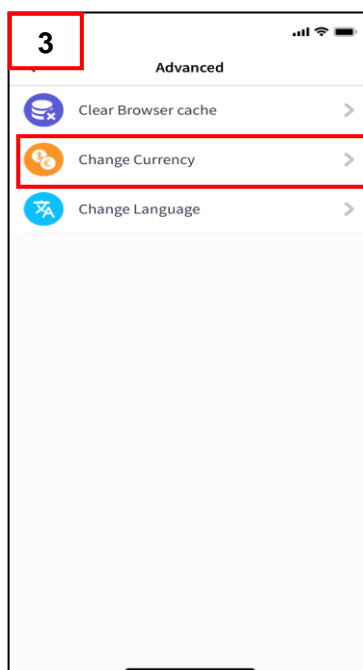 3
Advanced
Clear Browser cache
Change Currency
Change Language